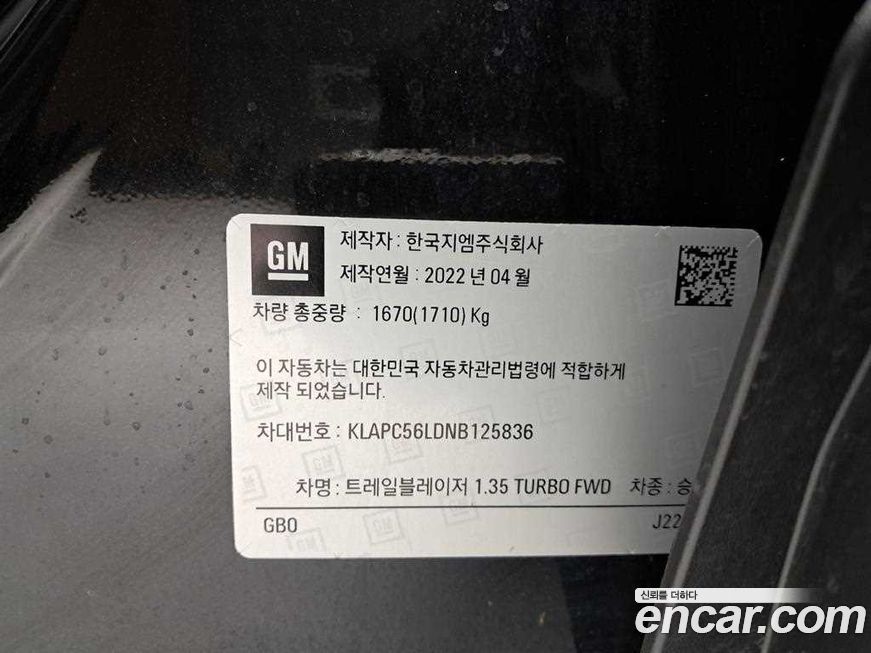 GM
제작자 : 한국지엠주식회사
제작연월 : 2022 년 04 월
차량 총중량 : 1670(1710) Kg
이 자동차는 대한민국 자동차관리법령에 적합하게
제작 되었습니다.
차대번호 : KLAPC56LDNB125836
차명 : 트레일블레이저 1.35 TURBO FWD 차종 : 승
GB0 J22
신뢰를 더하다
encar.com